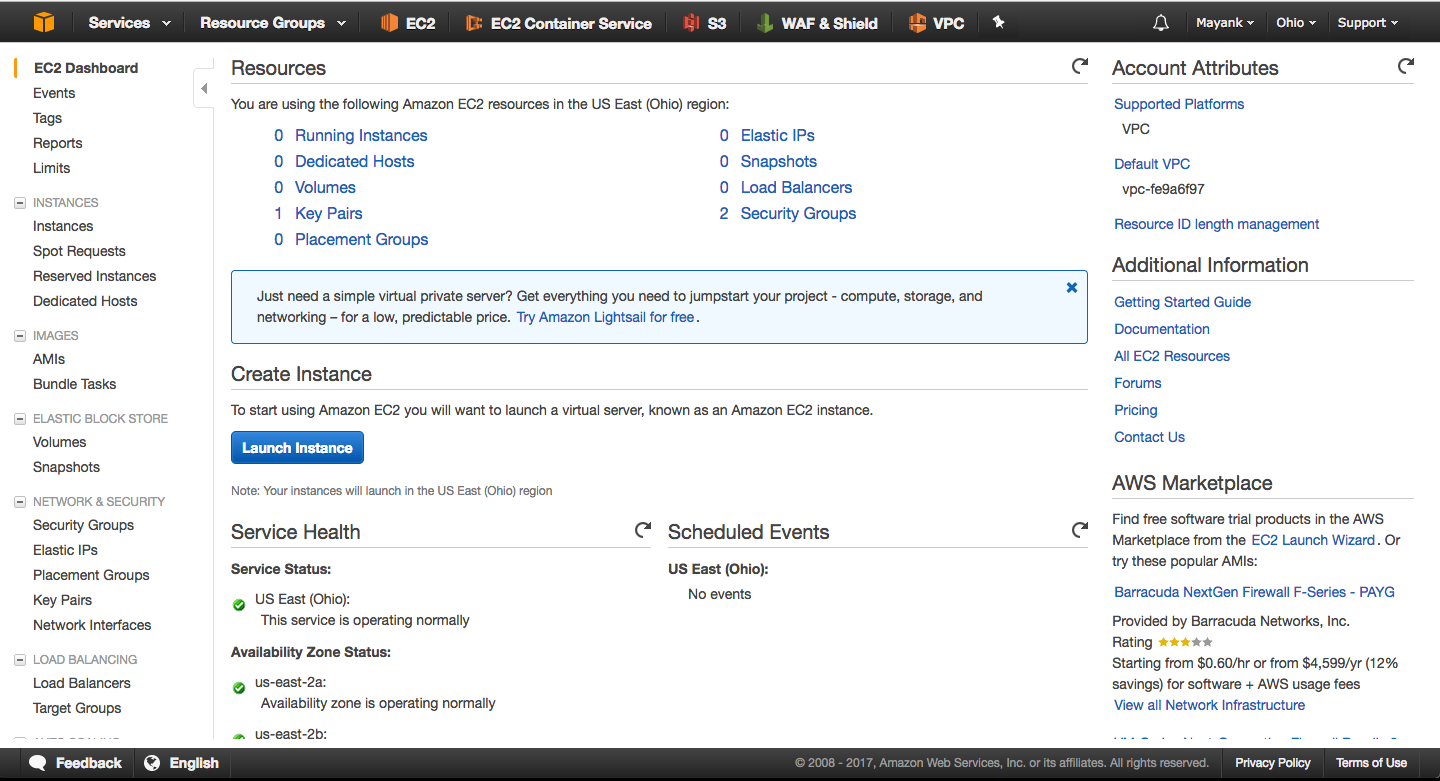 Services Resource Groups EC2 EC2 Container Service S3 WAF & Shield VPC Mayank Ohio Support
EC2 Dashboard
Events
Tags
Reports
Limits
INSTANCES
Instances
Spot Requests
Reserved Instances
Dedicated Hosts
IMAGES
AMIs
Bundle Tasks
ELASTIC BLOCK STORE
Volumes
Snapshots
NETWORK & SECURITY
Security Groups
Elastic IPs
Placement Groups
Key Pairs
Network Interfaces
LOAD BALANCING
Load Balancers
Target Groups
Resources
You are using the following Amazon EC2 resources in the US East (Ohio) region:
0 Running Instances
0 Dedicated Hosts
0 Volumes
1 Key Pairs
0 Placement Groups
0 Elastic IPs
0 Snapshots
0 Load Balancers
2 Security Groups
Just need a simple virtual private server? Get everything you need to jumpstart your project - compute, storage, and
networking – for a low, predictable price. Try Amazon Lightsail for free.
Create Instance
To start using Amazon EC2 you will want to launch a virtual server, known as an Amazon EC2 instance.
Launch Instance
Note: Your instances will launch in the US East (Ohio) region
Service Health
Service Status:
US East (Ohio):
This service is operating normally
Availability Zone Status:
us-east-2a:
Availability zone is operating normally
us-east-2b:
Scheduled Events
US East (Ohio):
No events
Account Attributes
Supported Platforms
VPC
Default VPC
vpc-fe9a6f97
Resource ID length management
Additional Information
Getting Started Guide
Documentation
All EC2 Resources
Forums
Pricing
Contact Us
AWS Marketplace
Find free software trial products in the AWS
Marketplace from the EC2 Launch Wizard. Or
try these popular AMIs:
Barracuda NextGen Firewall F-Series - PAYG
Provided by Barracuda Networks, Inc.
Rating
Starting from $0.60/hr or from $4,599/yr (12%
savings) for software + AWS usage fees
View all Network Infrastructure
Feedback English © 2008 - 2017, Amazon Web Services, Inc. or its affiliates. All rights reserved. Privacy Policy Terms of Use